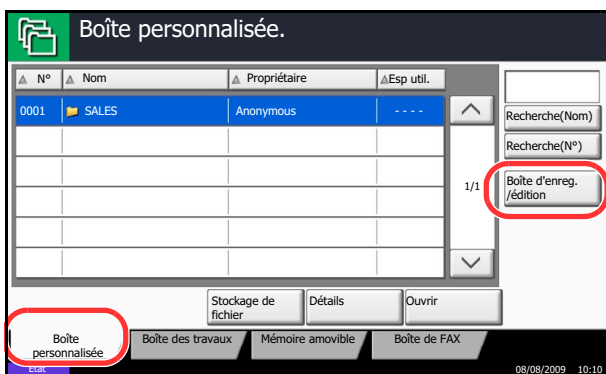 Boîte personnalisée.
N° Nom Propriétaire Esp util.
0001 SALES Anonymous - - - -
Recherche(Nom)
Recherche(N°)
1/1
Boîte d'enreg.
/édition
Stockage de
fichier
Détails
Ouvrir
Boîte
personnalisée
Boîte des travaux
Mémoire amovible
Boîte de FAX
Etat
08/08/2009 10:10